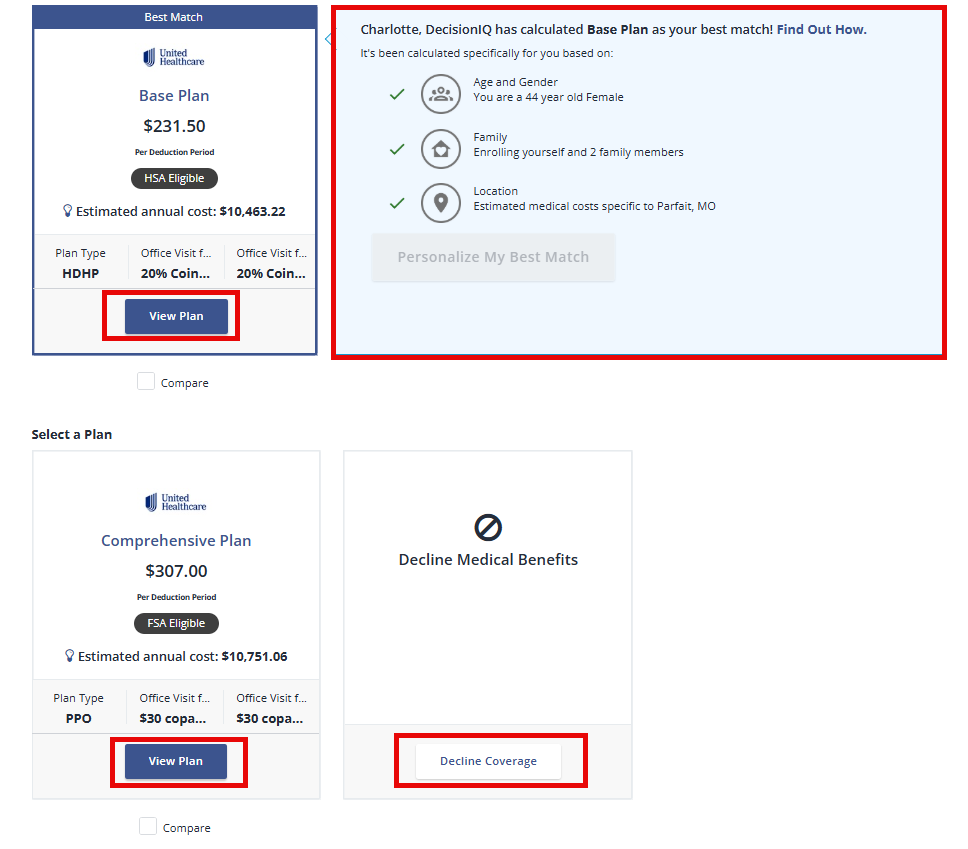 Best Match
United
Healthcare
Base Plan
$231.50
Per Deduction Period
HSA Eligible
Estimated annual cost: $10,463.22
Plan Type Office Visit f... Office Visit f...
HDHP 20% Coin... 20% Coin...
View Plan
Compare
Charlotte, DecisionIQ has calculated Base Plan as your best match! Find Out How.
It's been calculated specifically for you based on:
Age and Gender
You are a 44 year old Female
Family
Enrolling yourself and 2 family members
Location
Estimated medical costs specific to Parfait, MO
Personalize My Best Match
Select a Plan
United
Healthcare
Comprehensive Plan
$307.00
Per Deduction Period
FSA Eligible
Estimated annual cost: $10,751.06
Plan Type Office Visit f... Office Visit f...
PPO $30 copa... $30 copa...
View Plan
Compare
Decline Medical Benefits
Decline Coverage